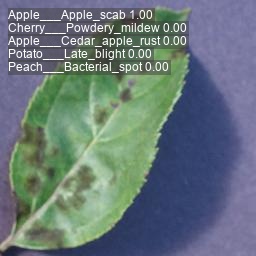 Apple___Apple_scab 1.00
Cherry___Powdery_mildew 0.00
Apple___Cedar_apple_rust 0.00
Potato___Late_blight 0.00
Peach___Bacterial_spot 0.00